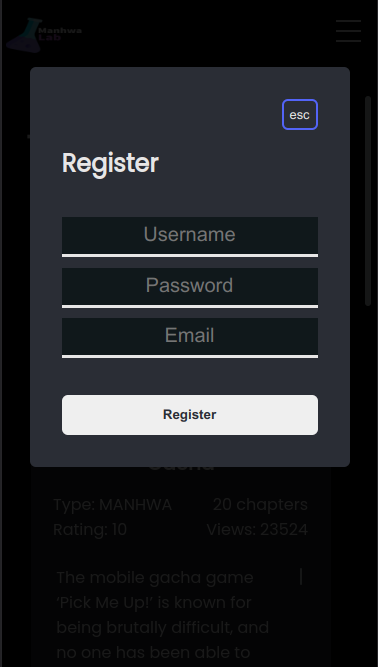 Manhwa
Lab
esc
Register
Username
Password
Email
Register
Gacha
Type: MANHWA 20 chapters
Rating: 10 Views: 23524
The mobile gacha game
‘Pick Me Up!’ is known for
being brutally difficult, and
no one has been able to